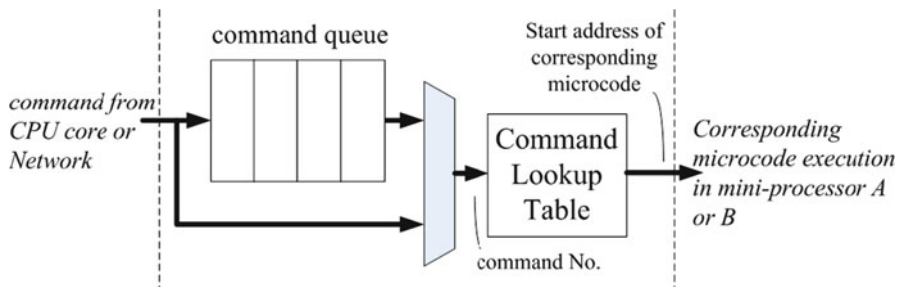 command queue
command from
CPU core or
Network
Start address of
corresponding
microcode
Command
Lookup
Table
command No.
Corresponding
microcode execution
in mini-processor A
or B